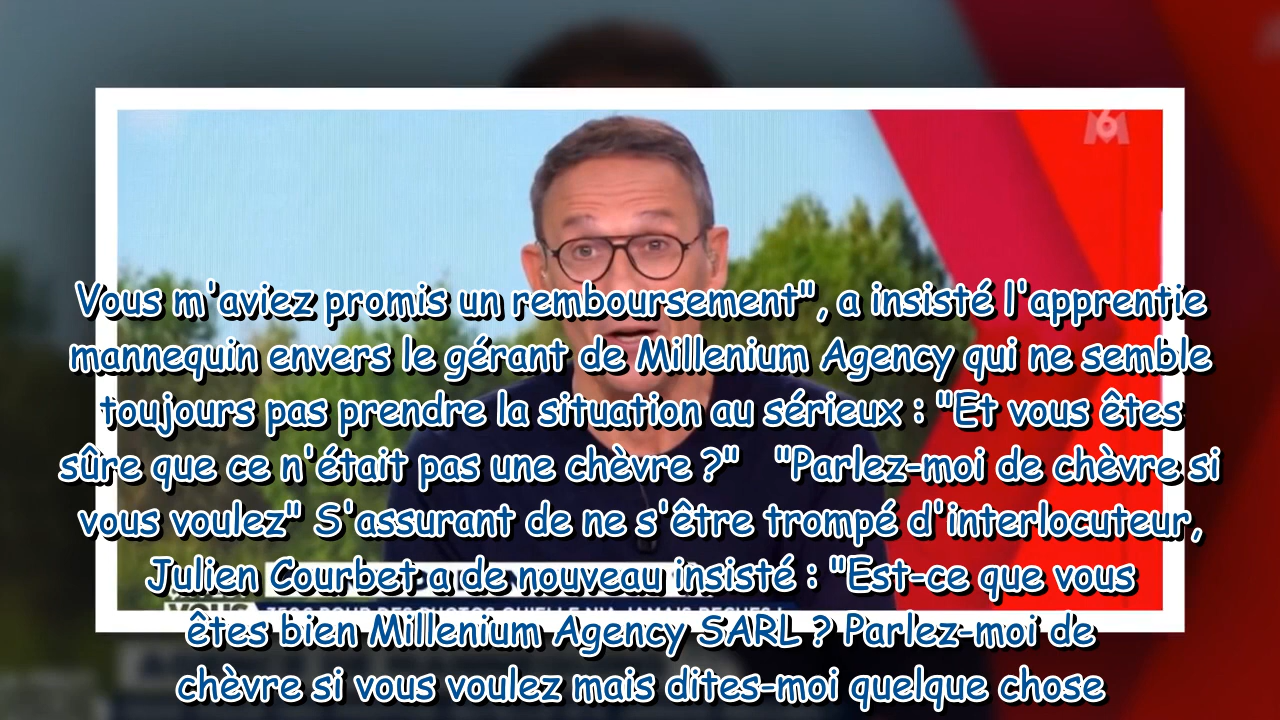 M6
Vous m'aviez promis un remboursement", a insisté l'apprentie
mannequin envers le gérant de Millenium Agency qui ne semble
toujours pas prendre la situation au sérieux : "Et vous êtes
sûre que ce n'était pas une chèvre ?"   "Parlez-moi de chèvre si
vous voulez" S'assurant de ne s'être trompé d'interlocuteur,
Julien Courbet a de nouveau insisté : "Est-ce que vous
êtes bien Millenium Agency SARL ? Parlez-moi de
chèvre si vous voulez mais dites-moi quelque chose